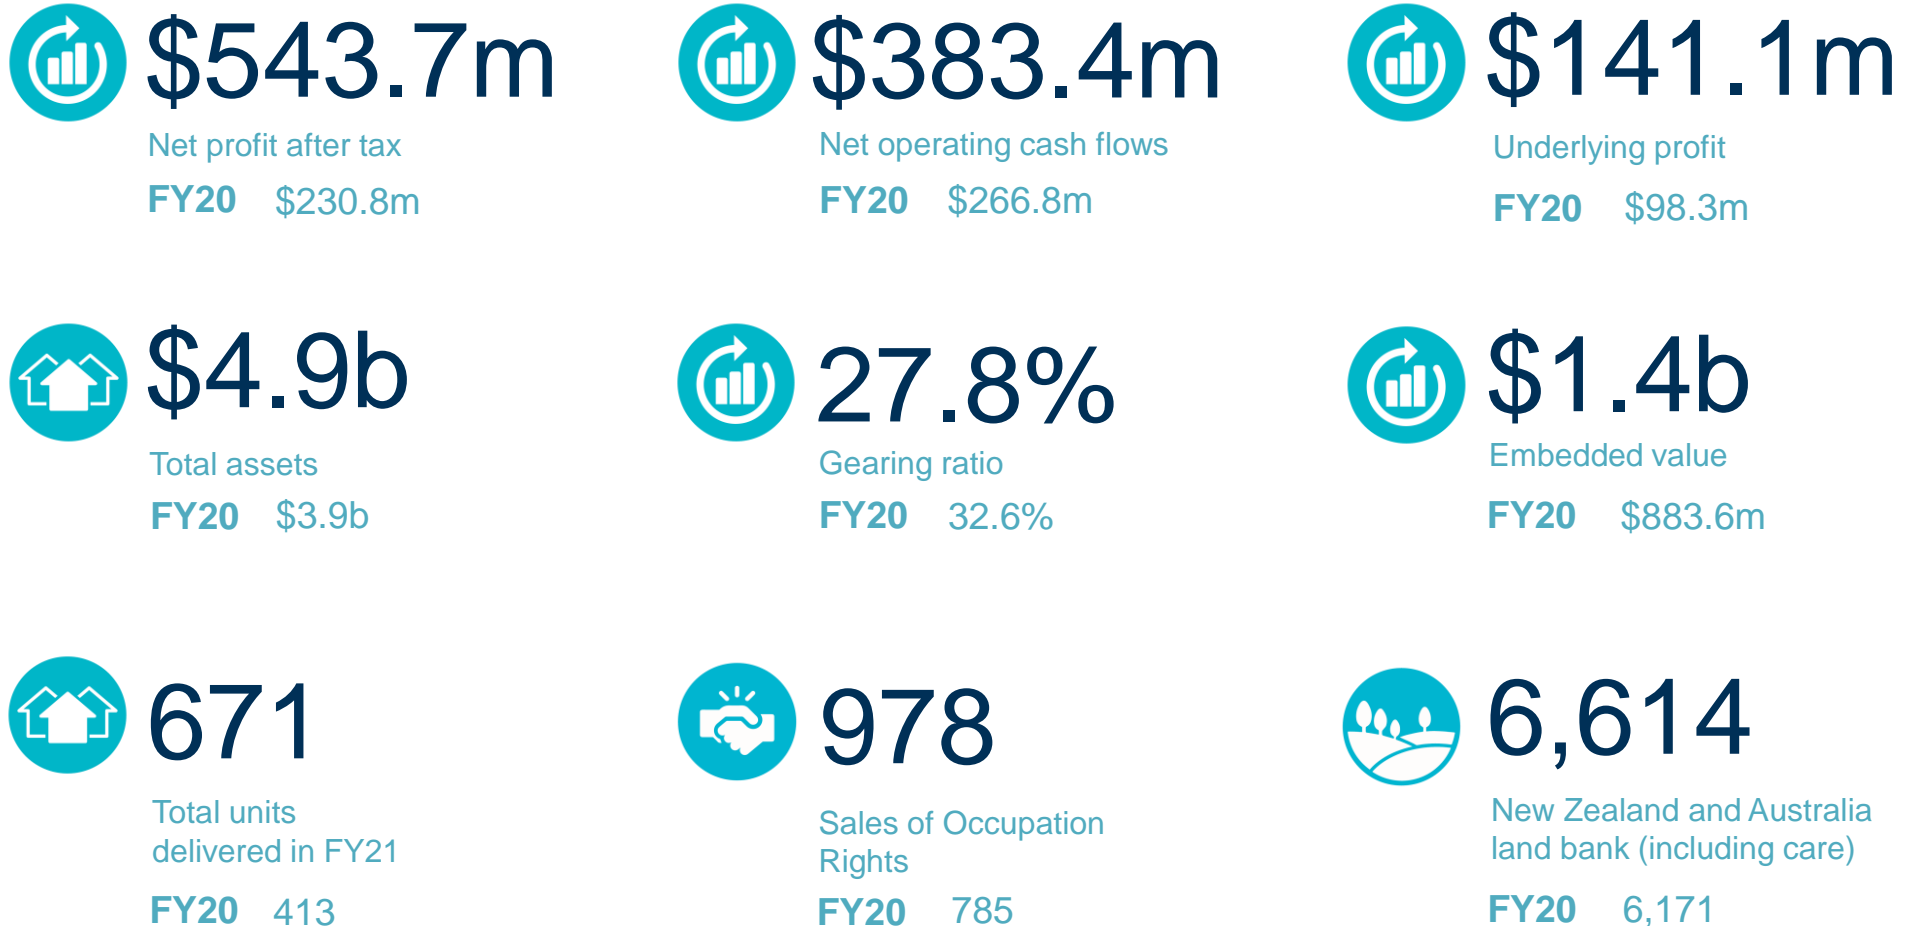 $543.7m
Net profit after tax
FY20 $230.8m
$383.4m
Net operating cash flows
FY20 $266.8m
$141.1m
Underlying profit
FY20 $98.3m
$4.9b
Total assets
FY20 $3.9b
27.8%
Gearing ratio
FY20 32.6%
$1.4b
Embedded value
FY20 $883.6m
671
Total units
delivered in FY21
FY20 413
978
Sales of Occupation
Rights
FY20 785
6,614
New Zealand and Australia
land bank (including care)
FY20 6,171